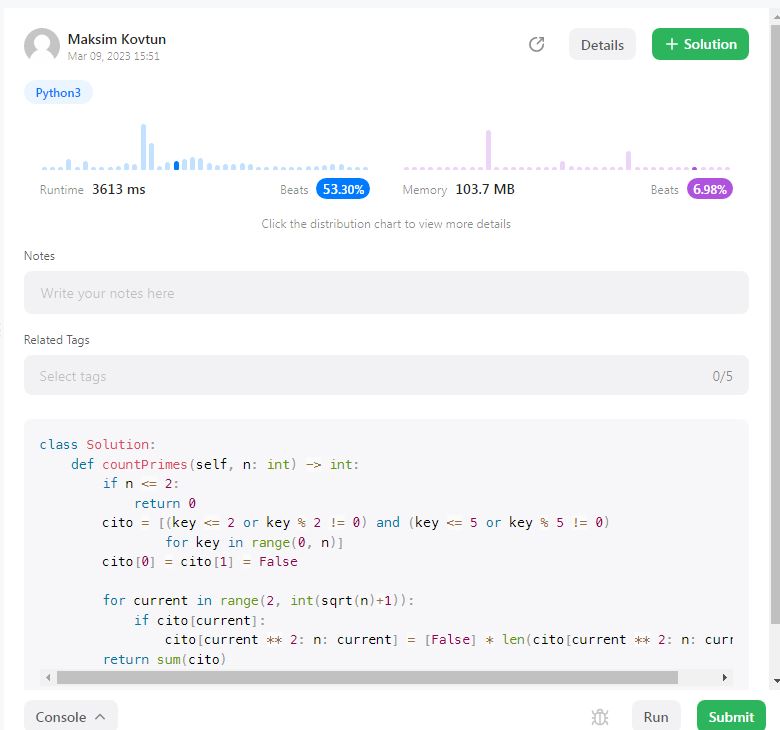 Maksim Kovtun
Mar 09, 2023 15:51
Details
+ Solution
Python3
Runtime 3613 ms Beats 53.30%
Memory 103.7 MB Beats 6.98%
Click the distribution chart to view more details
Notes
Write your notes here
Related Tags
Select tags 0/5
class Solution:
    def countPrimes(self, n: int) -> int:
        if n <= 2:
            return 0
        cito = [(key <= 2 or key % 2 != 0) and (key <= 5 or key % 5 != 0)
                for key in range(0, n)]
        cito[0] = cito[1] = False
        for current in range(2, int(sqrt(n)+1)):
            if cito[current]:
                cito[current ** 2: n: current] = [False] * len(cito[current ** 2: n: curr
        return sum(cito)
Console
Run
Submit